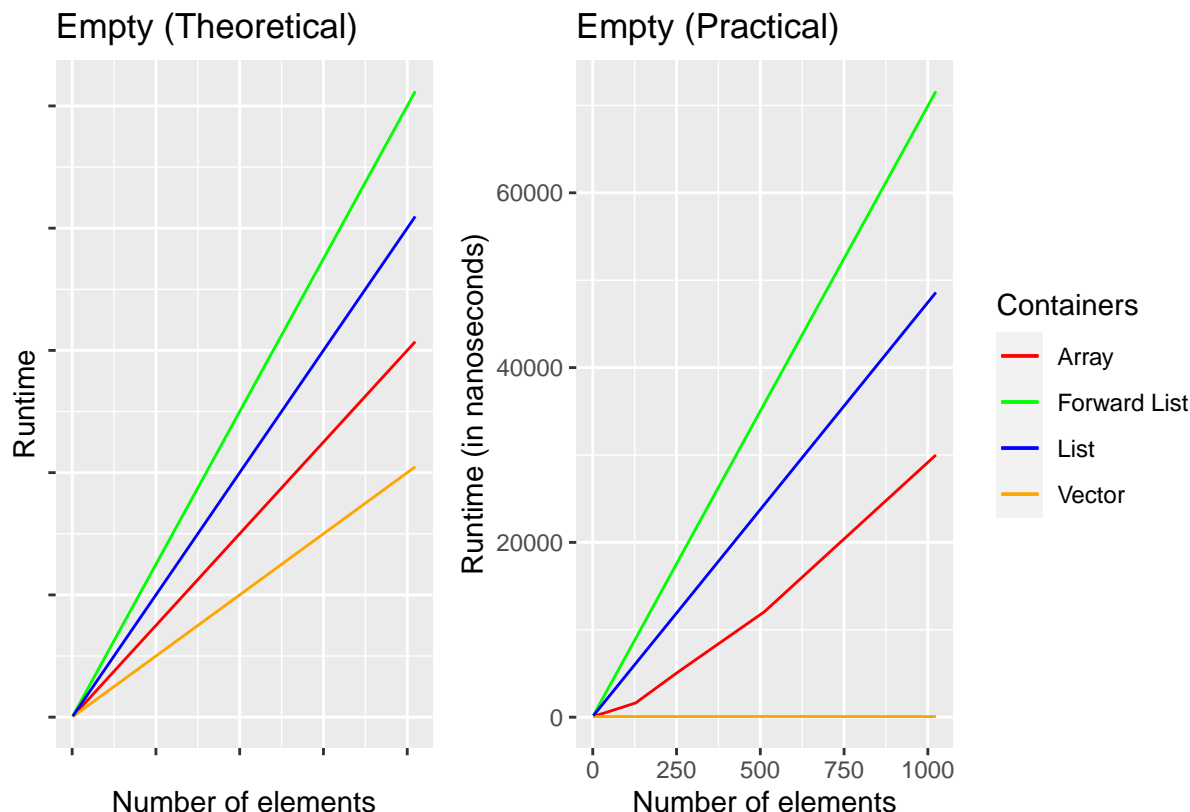 Empty (Theoretical)
Runtime
Number of elements
Empty (Practical)
Runtime (in nanoseconds)
60000
40000
20000
0
0 250 500 750 1000
Number of elements
Containers
Array
Forward List
List
Vector